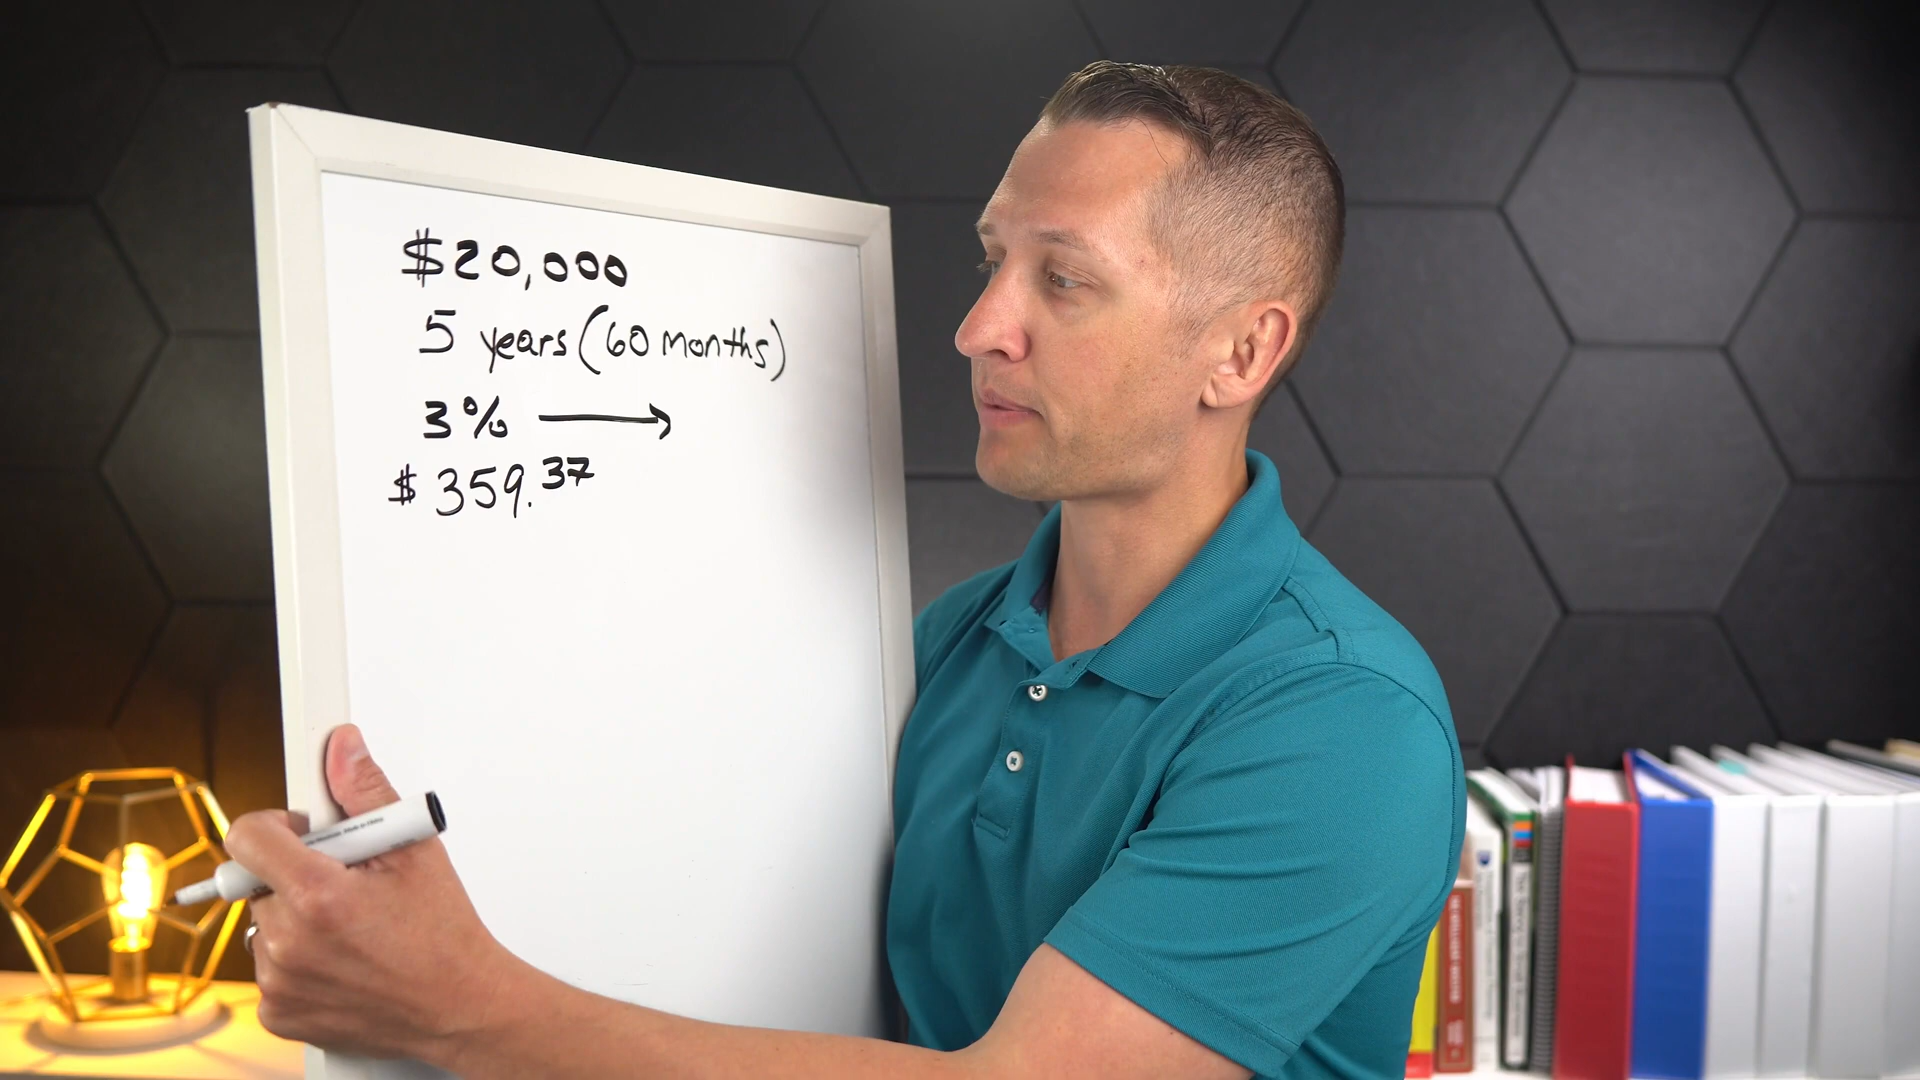 $20,000
5 years (60 months)
3% →
$359.37